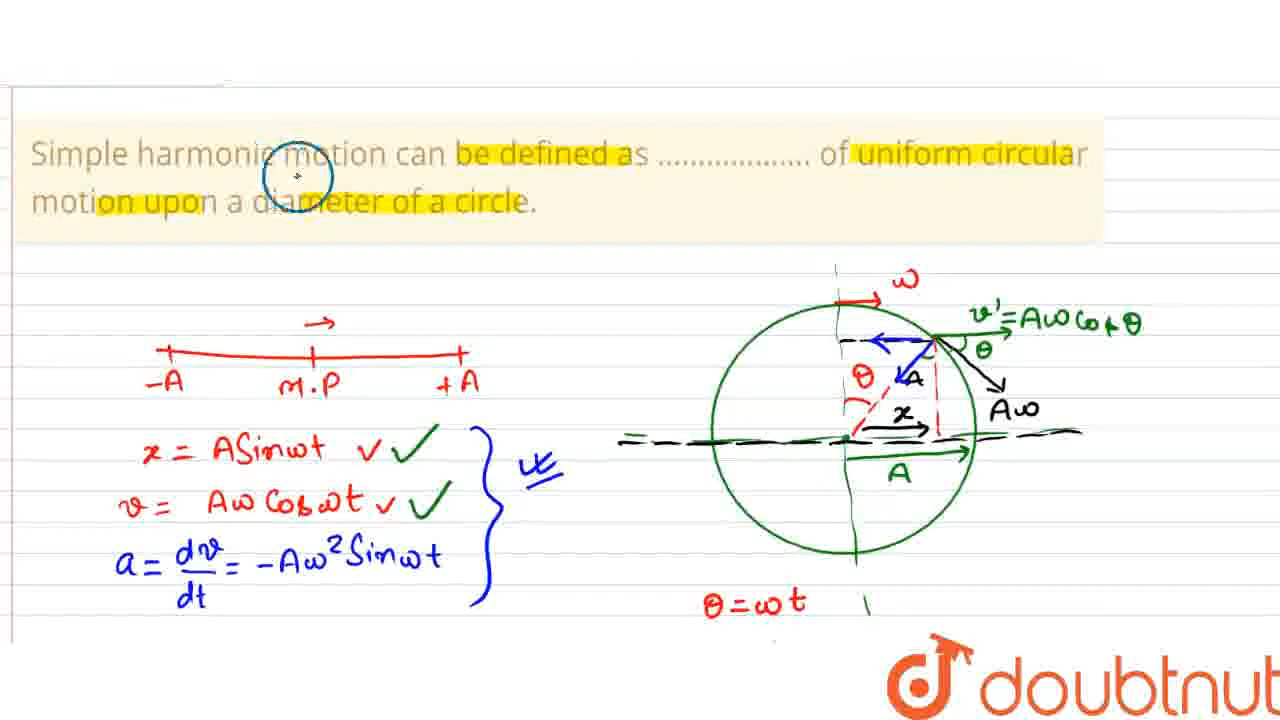 Simple harmonic motion can be defined as ................... of uniform circular
motion upon a diameter of a circle.
ω
v' = Aω Cos θ
θ
-A M.P +A
θ
A
Aω
x
x = A Sin ωt
A
v = Aω Cos ωt
a = dv/dt = -Aω² Sin ωt
θ = ωt
doubtnut